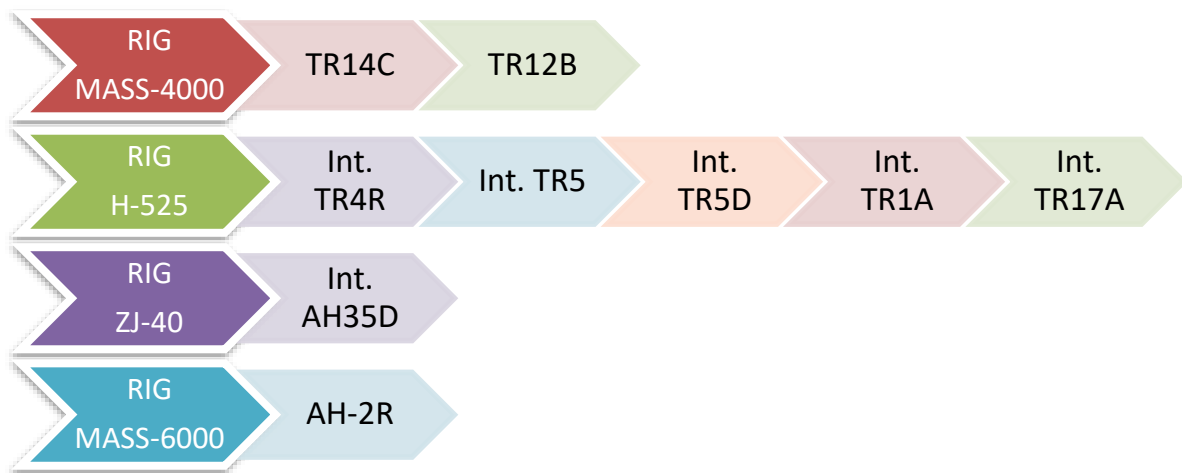 RIG
MASS-4000
TR14C
TR12B
RIG
H-525
Int.
TR4R
Int. TR5
Int.
TR5D
Int.
TR1A
Int.
TR17A
RIG
ZJ-40
Int.
AH35D
RIG
MASS-6000
AH-2R